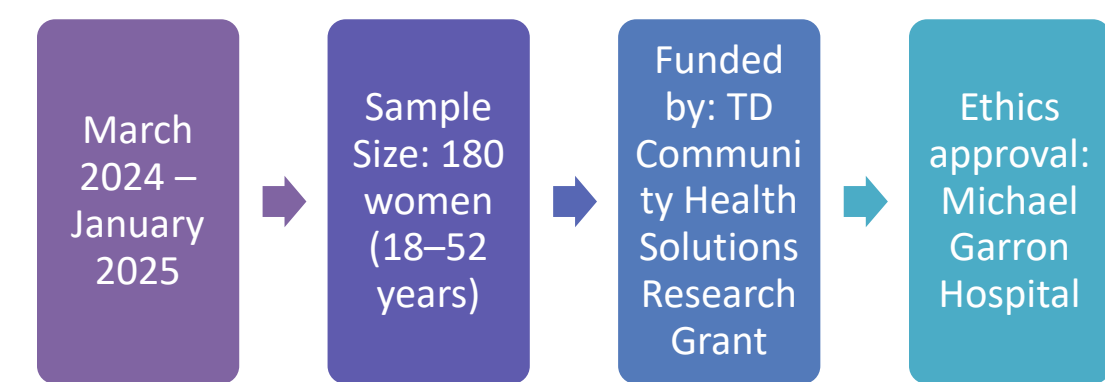 March
2024 –
January
2025
Sample
Size: 180
women
(18–52
years)
Funded
by: TD
Communi
ty Health
Solutions
Research
Grant
Ethics
approval:
Michael
Garron
Hospital